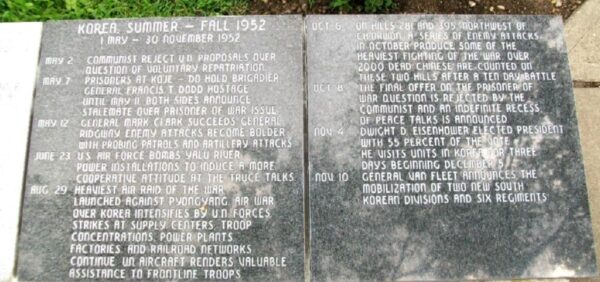 KOREA, SUMMER - FALL 1952
1 MAY - 30 NOVEMBER 1952
MAY 2 COMMUNIST REJECT U.N. PROPOSALS OVER
QUESTION OF VOLUNTARY REPATRIATION.
MAY 7 PRISONERS AT KOJE - DO HOLD BRIGADIER
GENERAL FRANCIS T. DODD HOSTAGE
UNTIL MAY 11. BOTH SIDES ANNOUNCE
STALEMATE OVER PRISONER OF WAR ISSUE
MAY 12 GENERAL MARK CLARK SUCCEEDS GENERAL
RIDGWAY. ENEMY ATTACKS BECOME BOLDER
WITH PROBING PATROLS AND ARTILLERY ATTACKS
JUNE 23 U.S. AIR FORCE BOMBS YALU RIVER
POWER INSTALLATIONS TO INDUCE A MORE
COOPERATIVE ATTITUDE AT THE TRUCE TALKS.
AUG 29 HEAVIEST AIR RAID OF THE WAR
LAUNCHED AGAINST PYONGYANG. AIR WAR
OVER KOREA INTENSIFIES BY U.N. FORCES.
STRIKES AT SUPPLY CENTERS, TROOP
CONCENTRATIONS, POWER PLANTS,
FACTORIES AND RAILROAD NETWORKS
CONTINUE. UN AIRCRAFT RENDERS VALUABLE
ASSISTANCE TO FRONTLINE TROOPS
OCT 6 ON HILLS 281 AND 395 NORTHWEST OF
CHORWON, A SERIES OF ENEMY ATTACKS
IN OCTOBER PRODUCE SOME OF THE
HEAVIEST FIGHTING OF THE WAR. OVER
DEAD CHINESE ARE COUNTED ON
THESE TWO HILLS AFTER A TEN DAY BATTLE
OCT 8 THE FINAL OFFER ON THE PRISONER OF
WAR QUESTION IS REJECTED BY THE
COMMUNIST AND AN INDEFINITE RECESS
OF PEACE TALKS IS ANNOUNCED
NOV 4 DWIGHT D. EISENHOWER ELECTED PRESIDENT
WITH 55 PERCENT OF THE VOTE.
HE VISITS UNITS IN KOREA FOR THREE
DAYS BEGINNING DECEMBER
NOV 10 GENERAL VAN FLEET ANNOUNCES THE
MOBILIZATION OF TWO NEW SOUTH
KOREAN DIVISIONS AND SIX REGIMENTS